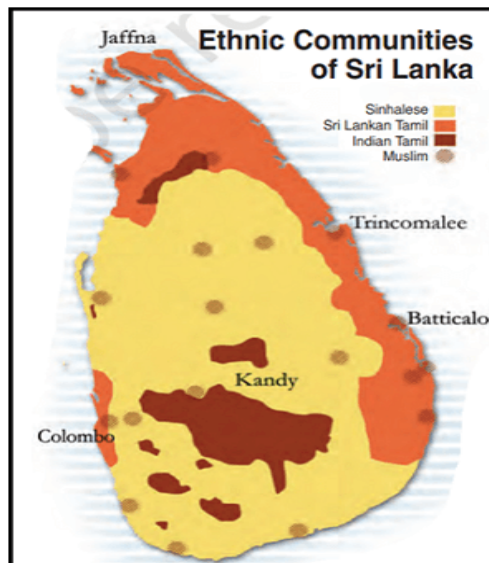 Jaffna
Ethnic Communities
of Sri Lanka
Sinhalese
Sri Lankan Tamil
Indian Tamil
Muslim
Trincomalee
Batticalo
Kandy
Colombo